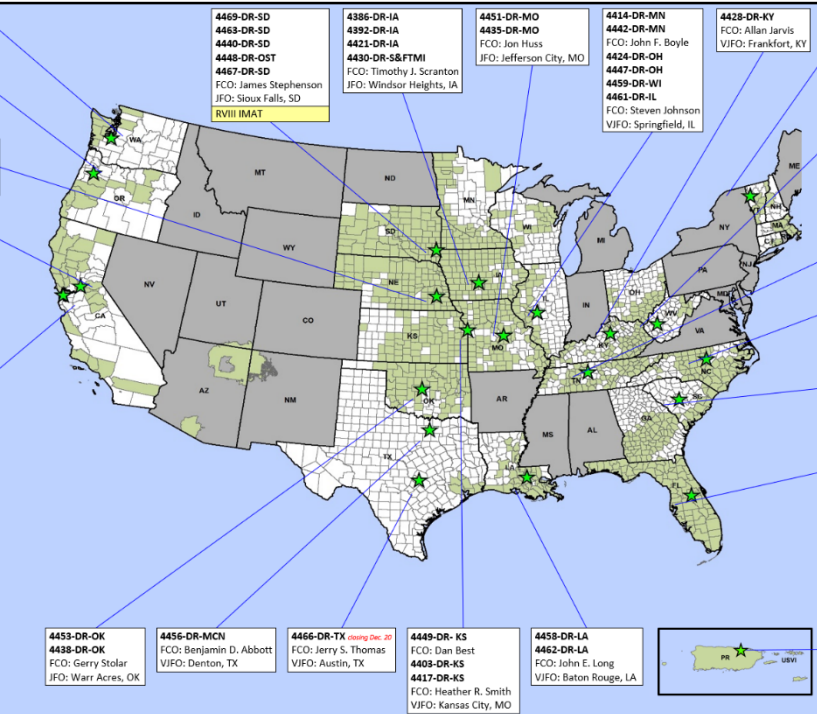 4469-DR-SD
4463-DR-SD
4440-DR-SD
4448-DR-OST
4467-DR-SD
FCO: James Stephenson
JFO: Sioux Falls, SD
RVIII IMAT
4386-DR-IA
4392-DR-IA
4421-DR-IA
4430-DR-S&FTMI
FCO: Timothy J. Scranton
JFO: Windsor Heights, IA
4451-DR-MO
4435-DR-MO
FCO: Jon Huss
JFO: Jefferson City, MO
4414-DR-MN
4442-DR-MN
FCO: John F. Boyle
4424-DR-OH
4447-DR-OH
4459-DR-WI
4461-DR-IL
FCO: Steven Johnson
VJFO: Springfield, IL
4428-DR-KY
FCO: Allan Jarvis
VJFO: Frankfort, KY
WA
MT
ND
MN
ME
OR
ID
SD
WI
MI
NY
VT
NH
MA
CT
WY
NE
IA
PA
NJ
NV
UT
CO
KS
MO
IL
IN
OH
WV
VA
MD
KY
CA
AZ
NM
OK
AR
TN
NC
SC
TX
LA
MS
AL
GA
FL
4453-DR-OK
4438-DR-OK
FCO: Gerry Stolar
JFO: Warr Acres, OK
4456-DR-MCN
FCO: Benjamin D. Abbott
VJFO: Denton, TX
4466-DR-TX closing Dec. 20
FCO: Jerry S. Thomas
VJFO: Austin, TX
4449-DR- KS
FCO: Dan Best
4403-DR-KS
4417-DR-KS
FCO: Heather R. Smith
VJFO: Kansas City, MO
4458-DR-LA
4462-DR-LA
FCO: John E. Long
VJFO: Baton Rouge, LA
PR
USVI